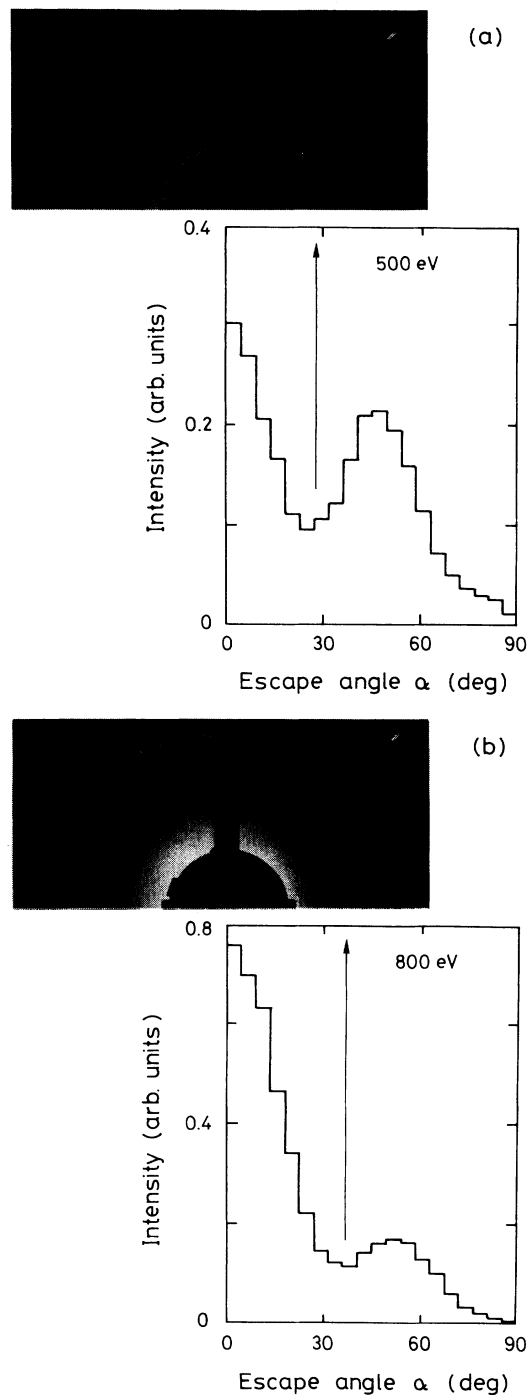 (a)
0.4
500 eV
Intensity (arb. units)
0.2
0
0 30 60 90
Escape angle α (deg)
(b)
0.8
800 eV
Intensity (arb. units)
0.4
0
0 30 60 90
Escape angle α (deg)